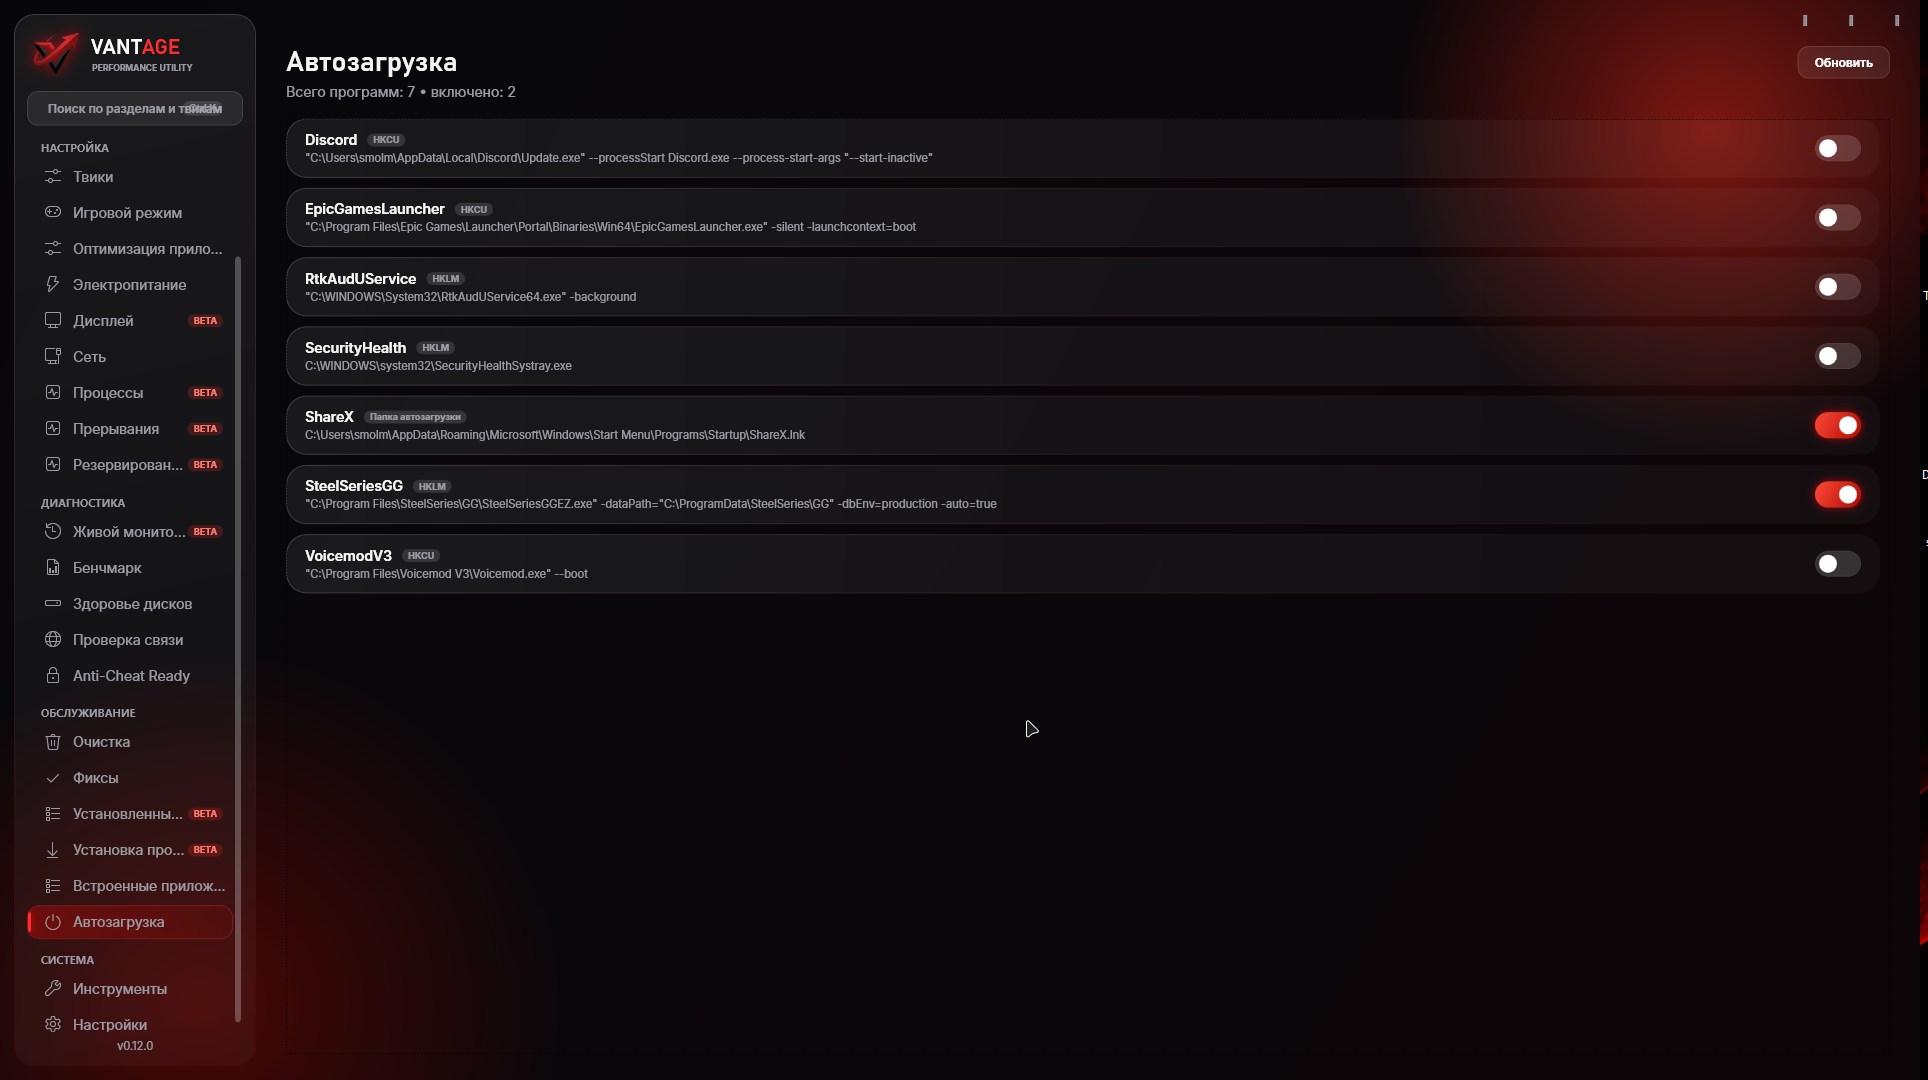 VANTAGE
PERFORMANCE UTILITY
Поиск по разделам и твикам
НАСТРОЙКА
Твики
Игровой режим
Оптимизация прило...
Электропитание
Дисплей BETA
Сеть
Процессы BETA
Прерывания BETA
Резервирован... BETA
ДИАГНОСТИКА
Живой монито... BETA
Бенчмарк
Здоровье дисков
Проверка связи
Anti-Cheat Ready
ОБСЛУЖИВАНИЕ
Очистка
Фиксы
Установленны... BETA
Установка про... BETA
Встроенные прилож...
Автозагрузка
СИСТЕМА
Инструменты
Настройки
v0.12.0
Автозагрузка
Всего программ: 7 • включено: 2
Обновить
Discord HKCU
"C:\Users\smolm\AppData\Local\Discord\Update.exe" --processStart Discord.exe --process-start-args "--start-inactive"
EpicGamesLauncher HKCU
"C:\Program Files\Epic Games\Launcher\Portal\Binaries\Win64\EpicGamesLauncher.exe" -silent -launchcontext=boot
RtkAudUService HKLM
"C:\WINDOWS\System32\RtkAudUService64.exe" -background
SecurityHealth HKLM
C:\WINDOWS\system32\SecurityHealthSystray.exe
ShareX Папка автозагрузки
C:\Users\smolm\AppData\Roaming\Microsoft\Windows\Start Menu\Programs\Startup\ShareX.lnk
SteelSeriesGG HKLM
"C:\Program Files\SteelSeries\GG\SteelSeriesGGEZ.exe" -dataPath="C:\ProgramData\SteelSeries\GG" -dbEnv=production -auto=true
VoicemodV3 HKCU
"C:\Program Files\Voicemod V3\Voicemod.exe" --boot